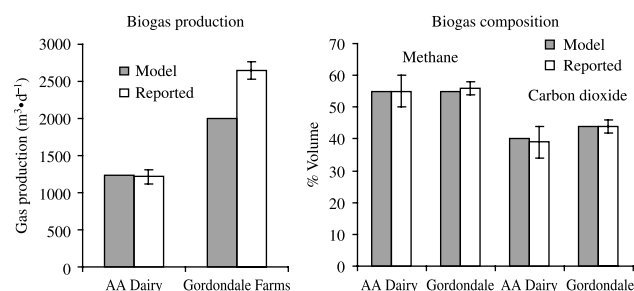 Biogas production
Gas production (m³•d⁻¹)
3000
2500
2000
1500
1000
500
0
Model
Reported
AA Dairy Gordondale Farms
Biogas composition
% Volume
70
60
50
40
30
20
10
0
Methane
Model
Reported
Carbon dioxide
AA Dairy Gordondale AA Dairy Gordondale